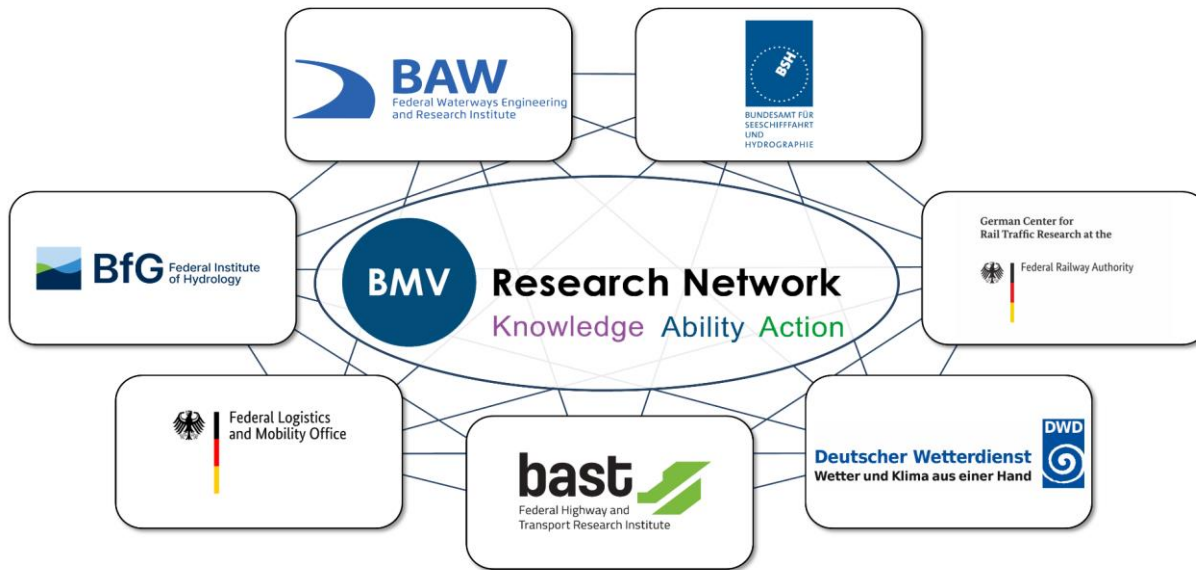 BAW
Federal Waterways Engineering
and Research Institute
BSH
BUNDESAMT FÜR
SEESCHIFFFAHRT
UND
HYDROGRAPHIE
BfG Federal Institute
of Hydrology
BMV Research Network
Knowledge Ability Action
German Center for
Rail Traffic Research at the
Federal Railway Authority
Federal Logistics
and Mobility Office
bast
Federal Highway and
Transport Research Institute
DWD
Deutscher Wetterdienst
Wetter und Klima aus einer Hand